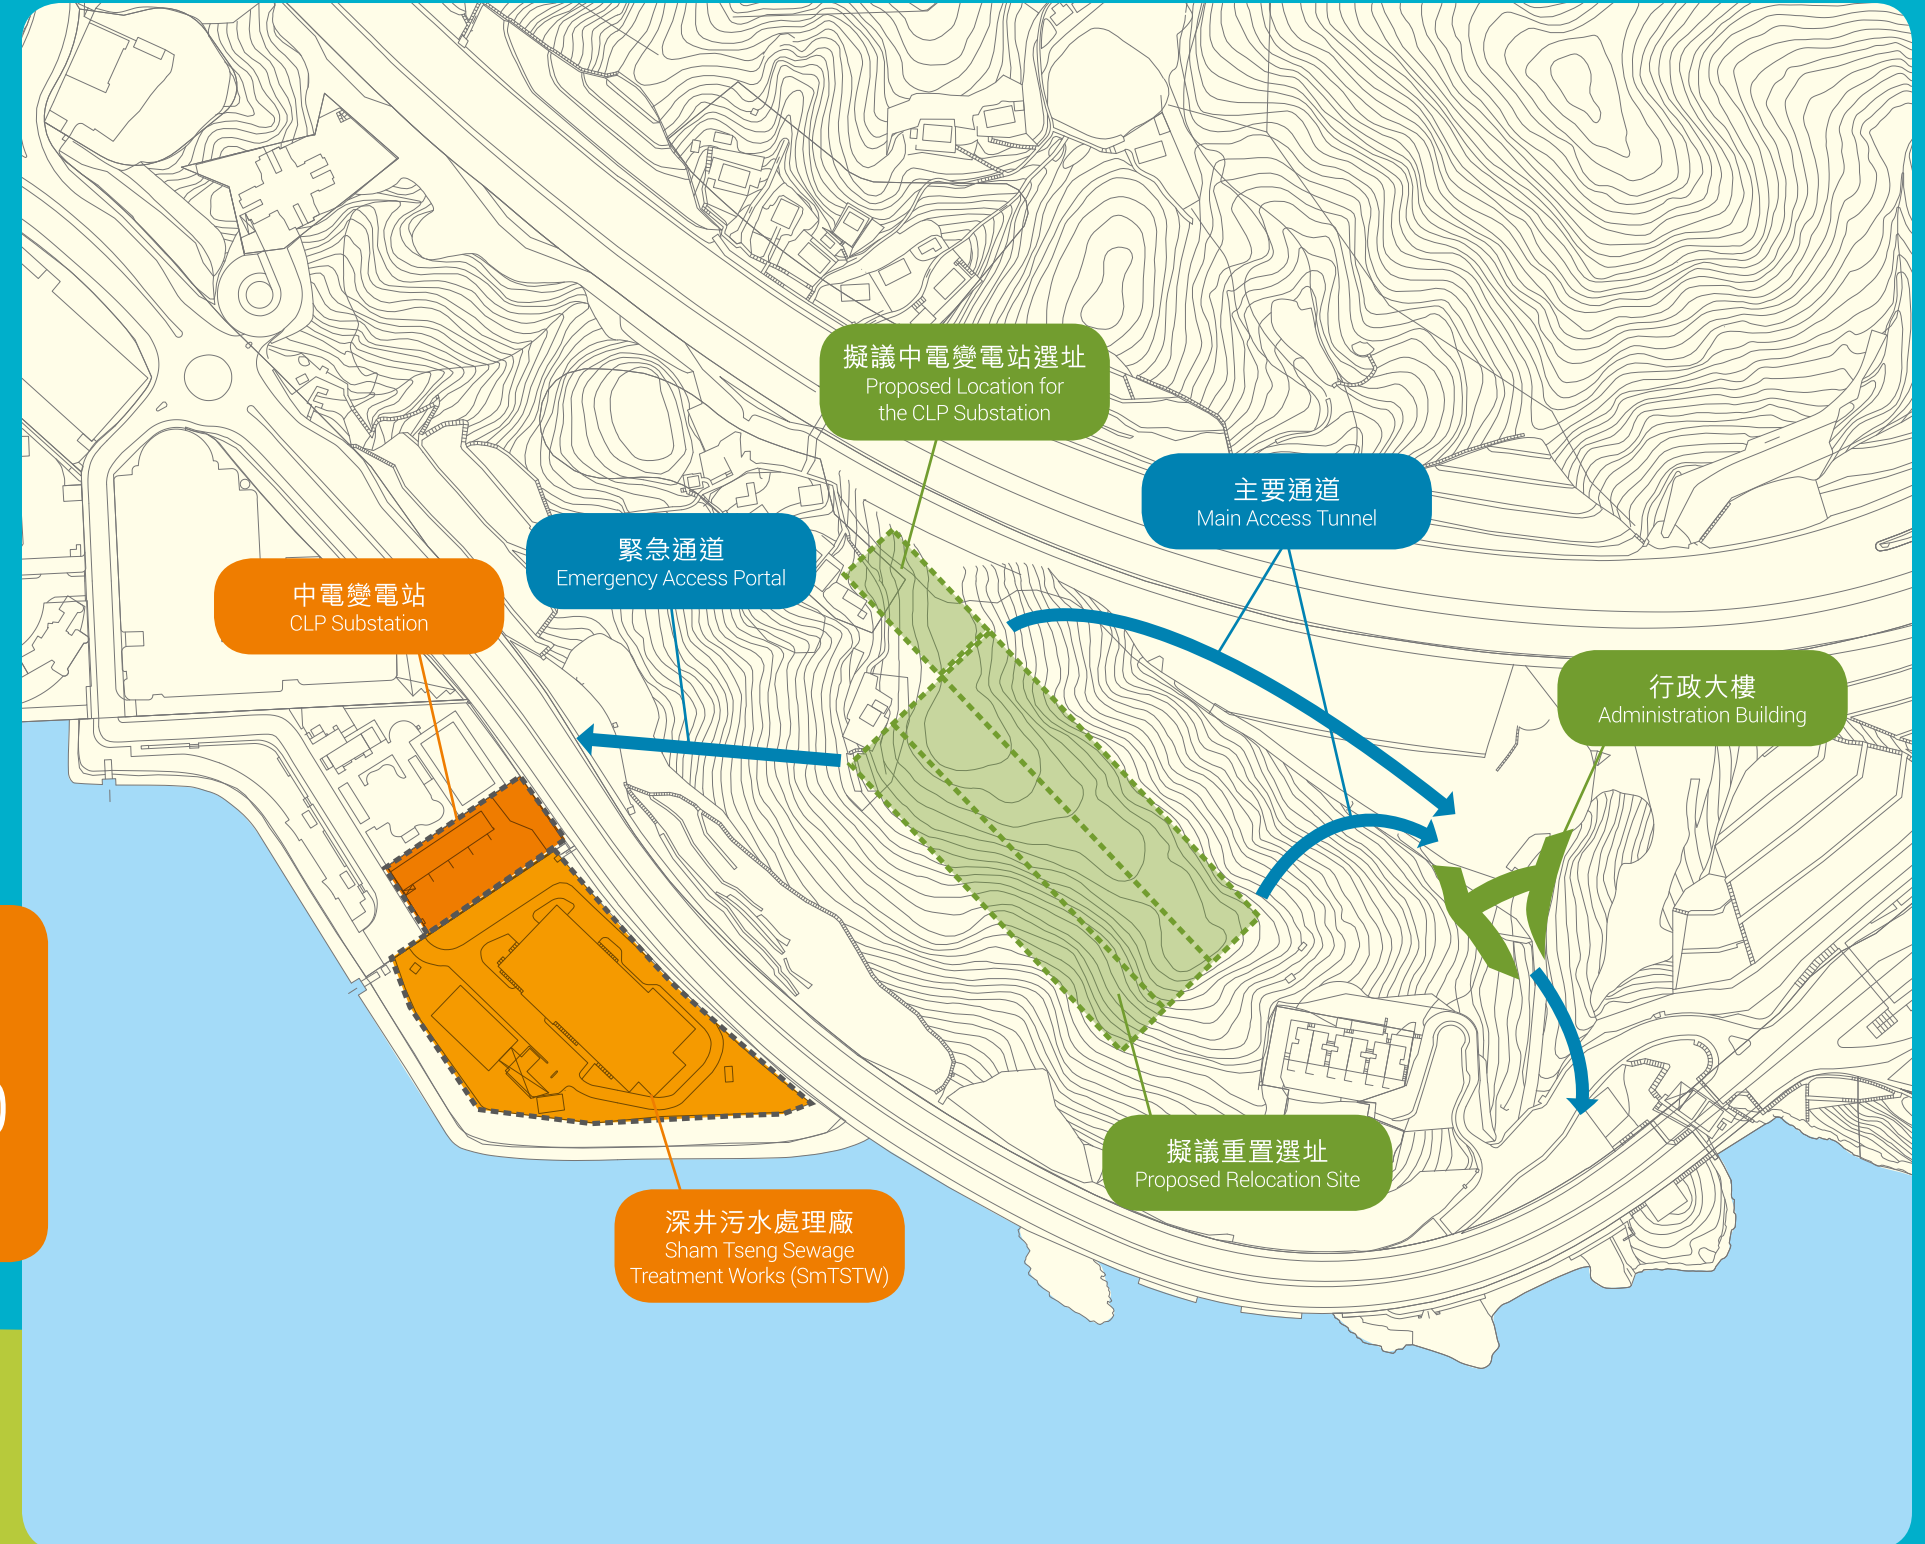 擬議中電變電站選址
Proposed Location for
the CLP Substation
主要通道
Main Access Tunnel
緊急通道
Emergency Access Portal
中電變電站
CLP Substation
行政大樓
Administration Building
擬議重置選址
Proposed Relocation Site
深井污水處理廠
Sham Tseng Sewage
Treatment Works (SmTSTW)